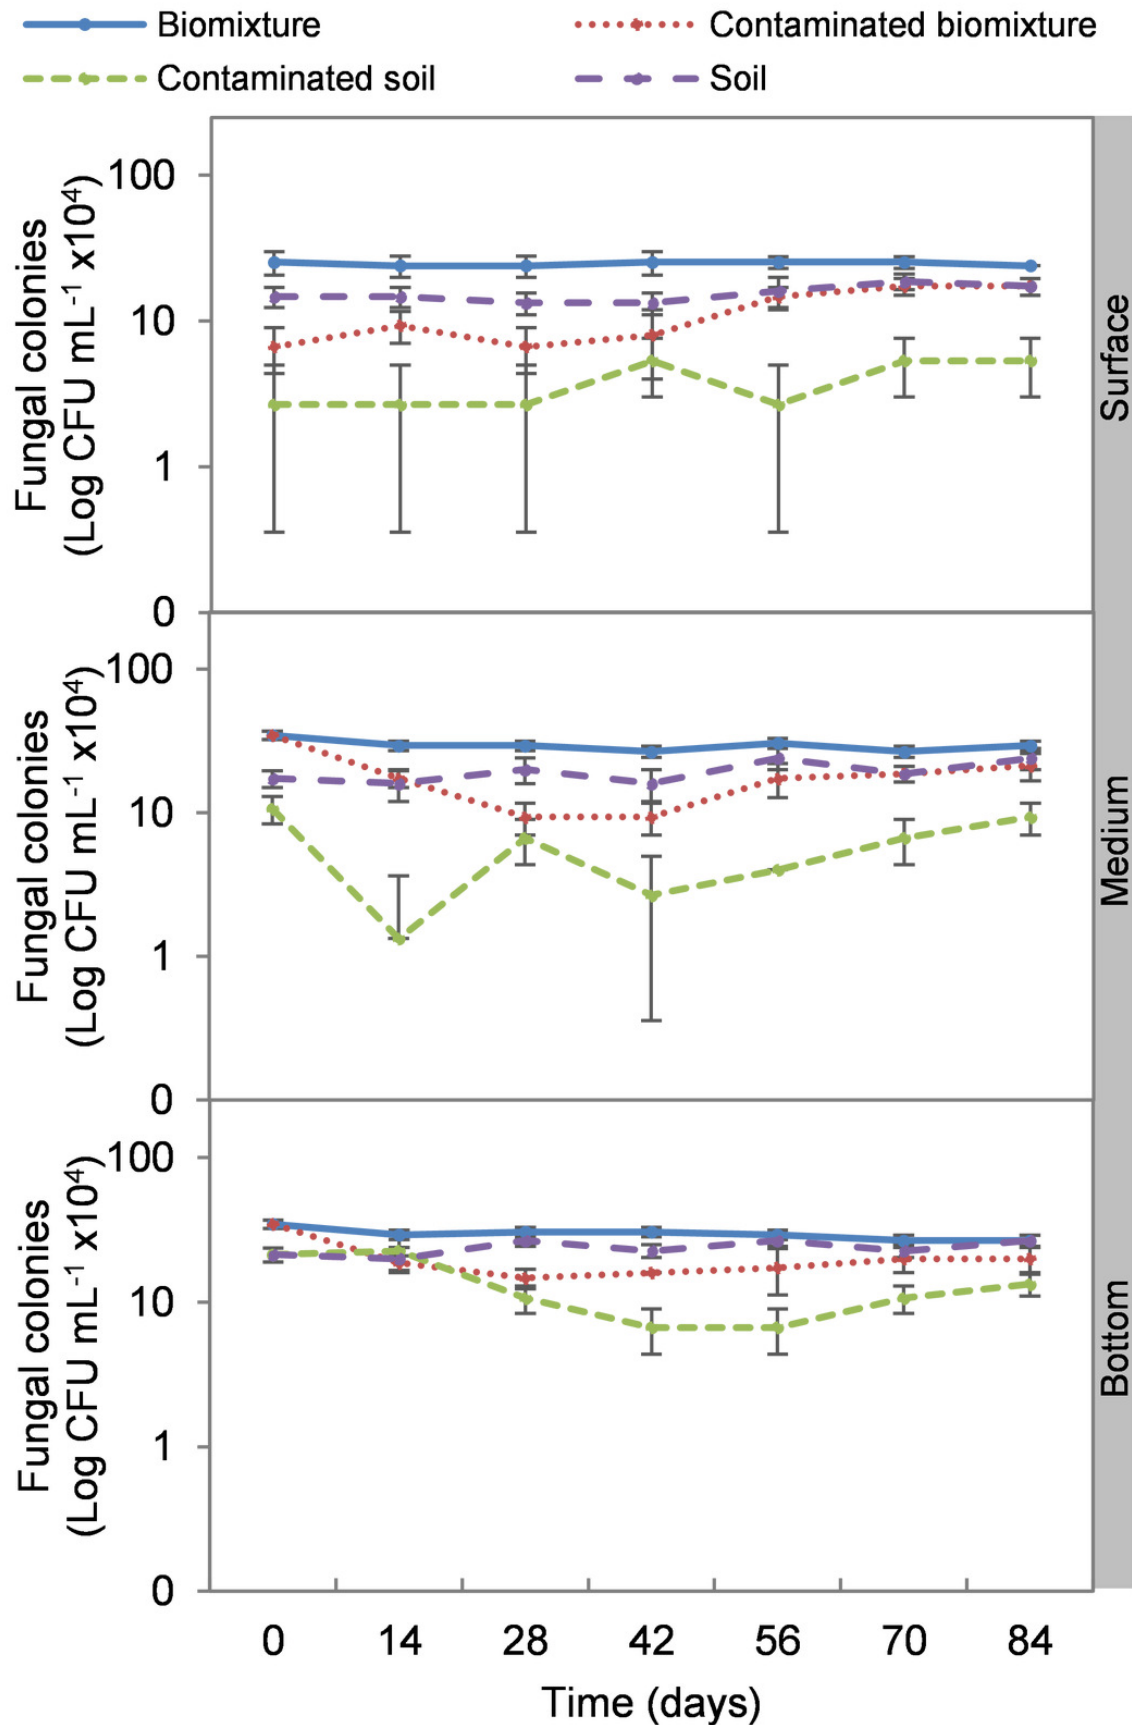 Biomixture
Contaminated biomixture
Contaminated soil
Soil
Fungal colonies
(Log CFU mL⁻¹ x10⁴)
100
10
1
0
Surface
Fungal colonies
(Log CFU mL⁻¹ x10⁴)
100
10
1
0
Medium
Fungal colonies
(Log CFU mL⁻¹ x10⁴)
100
10
1
0
Bottom
0 14 28 42 56 70 84
Time (days)